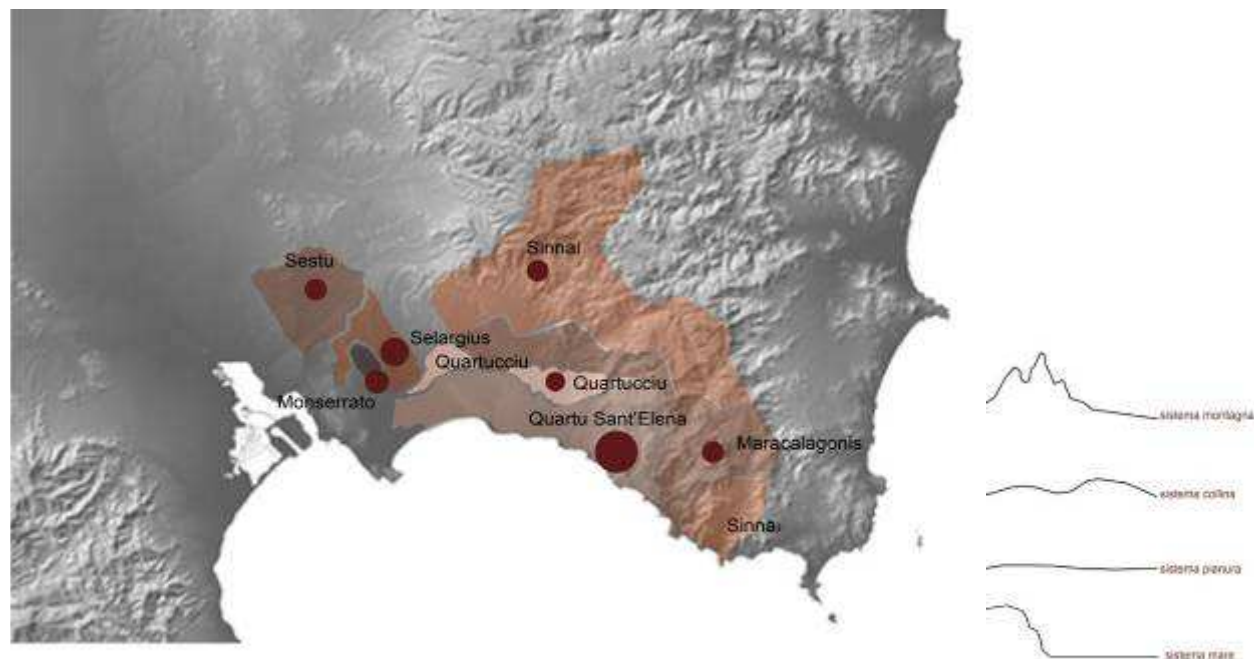 Sinnai
Sestu
Selargius
Quartucciu
Quartucciu
Monserrato
Quartu Sant'Elena
Maracalagonis
Sinnai
sistema montagna
sistema collina
sistema pianura
sistema mare